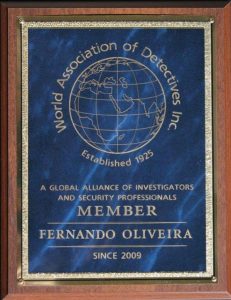 World Association of Detectives Inc
Established 1925
A GLOBAL ALLIANCE OF INVESTIGATORS
AND SECURITY PROFESSIONALS
MEMBER
FERNANDO OLIVEIRA
SINCE 2009